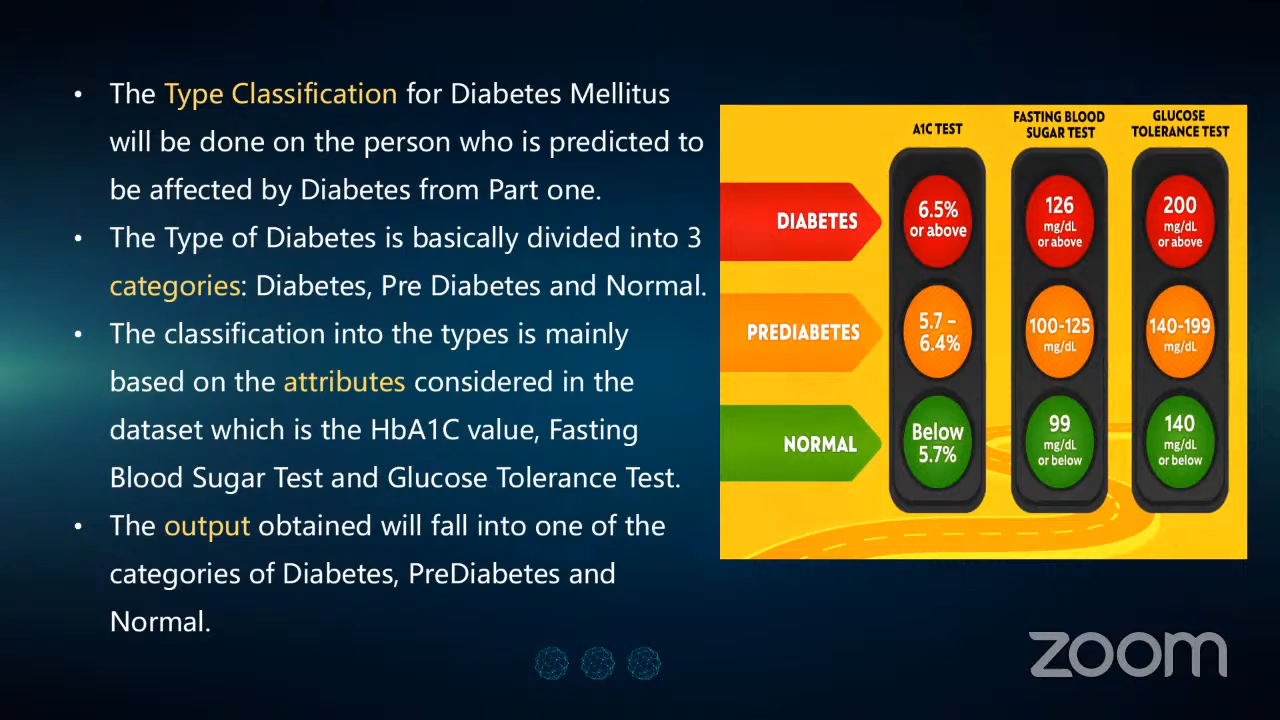 • The Type Classification for Diabetes Mellitus
will be done on the person who is predicted to
be affected by Diabetes from Part one.
• The Type of Diabetes is basically divided into 3
categories: Diabetes, Pre Diabetes and Normal.
• The classification into the types is mainly
based on the attributes considered in the
dataset which is the HbA1C value, Fasting
Blood Sugar Test and Glucose Tolerance Test.
• The output obtained will fall into one of the
categories of Diabetes, PreDiabetes and
Normal.
A1C TEST
FASTING BLOOD
SUGAR TEST
GLUCOSE
TOLERANCE TEST
DIABETES
6.5%
or above
126
mg/dL
or above
200
mg/dL
or above
PREDIABETES
5.7 –
6.4%
100-125
mg/dL
140-199
mg/dL
NORMAL
Below
5.7%
99
mg/dL
or below
140
mg/dL
or below
zoom